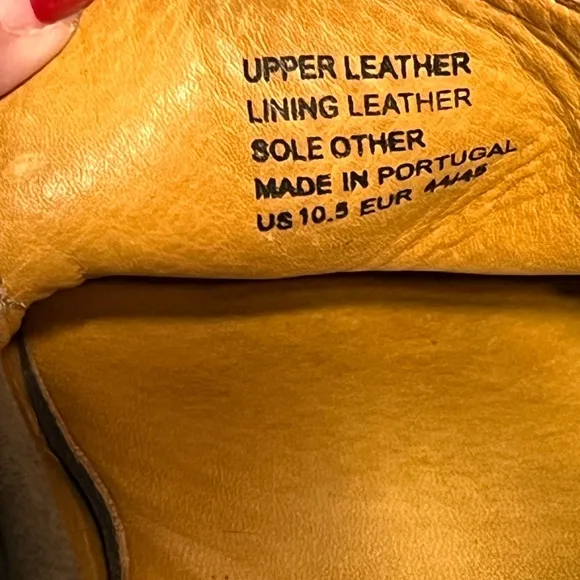 UPPER LEATHER
LINING LEATHER
SOLE OTHER
MADE IN PORTUGAL
US 10.5 EUR 44/45